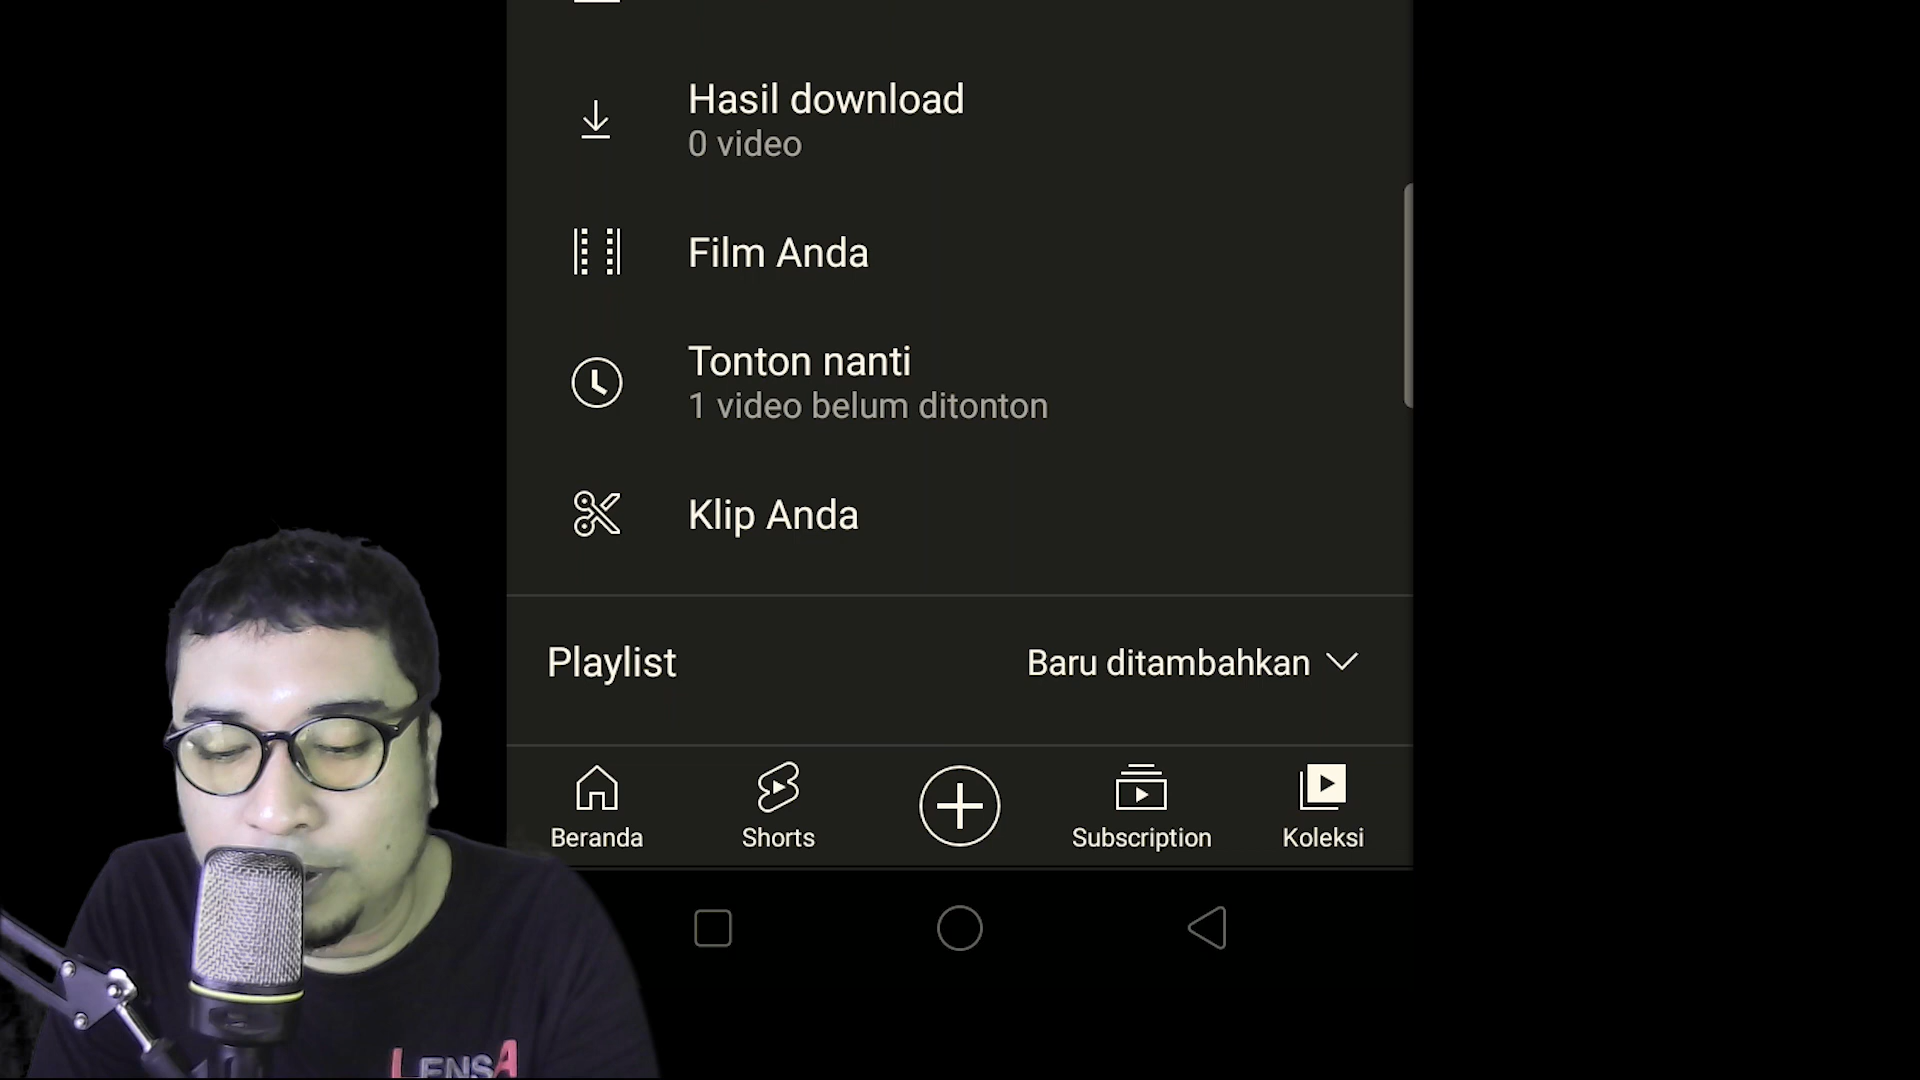 Hasil download
0 video
Film Anda
Tonton nanti
1 video belum ditonton
Klip Anda
Playlist
Baru ditambahkan
Beranda
Shorts
Subscription
Koleksi
LENSA